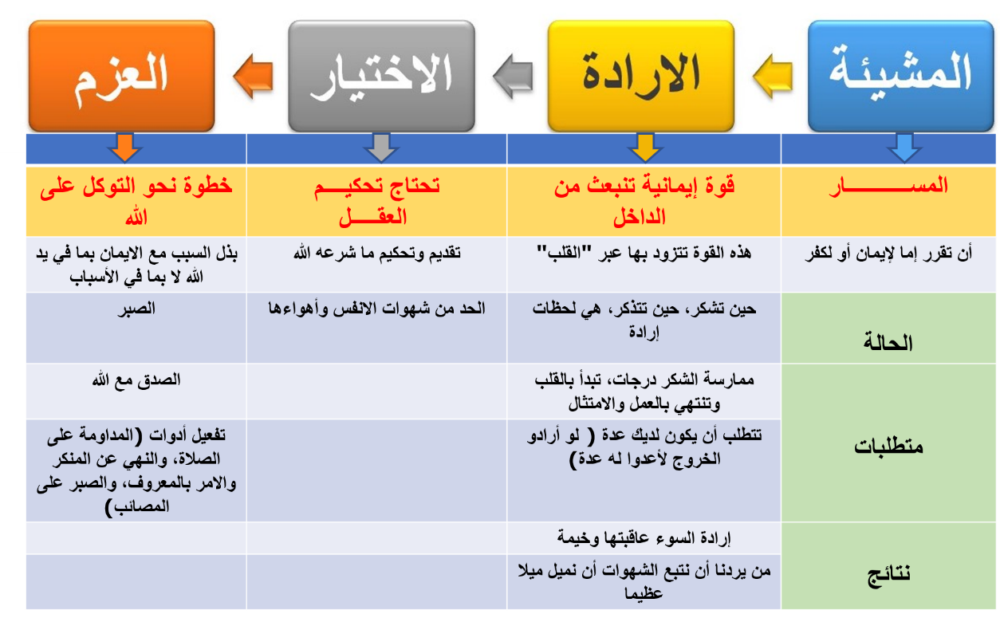 المشيئة
الارادة
الاختيار
العزم
المســـــــــار
قوة إيمانية تنبعث من
الداخل
تحتاج تحكيـــم
العقـــــل
خطوة نحو التوكل على
الله
أن تقرر إما لإيمان أو لكفر
هذه القوة تتزود بها عبر "القلب"
تقديم وتحكيم ما شرعه الله
بذل السبب مع الايمان بما في يد
الله لا بما في الأسباب
الحالة
حين تشكر، حين تتذكر، هي لحظات
إرادة
الحد من شهوات الانفس وأهواءها
الصبر
متطلبات
ممارسة الشكر درجات، تبدأ بالقلب
وتنتهي بالعمل والامتثال
الصدق مع الله
تتطلب أن يكون لديك عدة ( لو أرادو
الخروج لأعدوا له عدة)
تفعيل أدوات (المداومة على
الصلاة، والنهي عن المنكر
والامر بالمعروف، والصبر على
المصائب)
نتائج
إرادة السوء عاقبتها وخيمة
من يردنا أن نتبع الشهوات أن نميل ميلا
عظيما